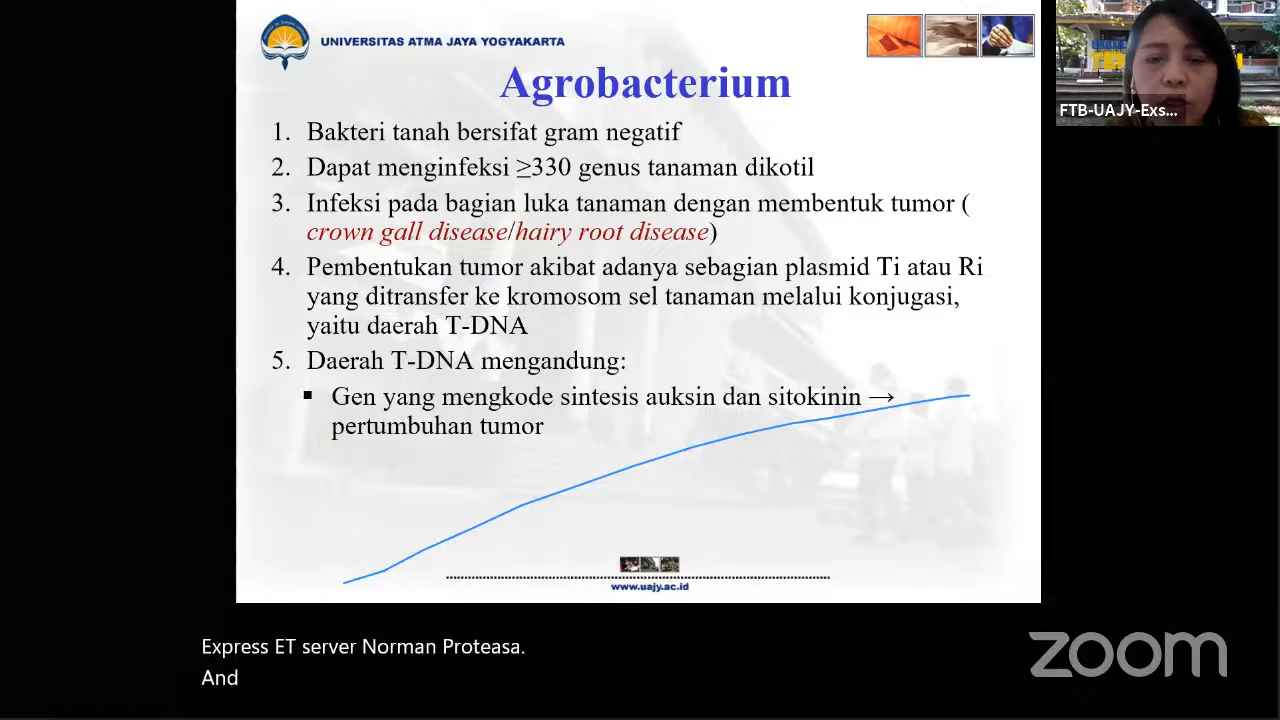 UNIVERSITAS ATMA JAYA YOGYAKARTA
Agrobacterium
1. Bakteri tanah bersifat gram negatif
2. Dapat menginfeksi ≥330 genus tanaman dikotil
3. Infeksi pada bagian luka tanaman dengan membentuk tumor (
crown gall disease/hairy root disease)
4. Pembentukan tumor akibat adanya sebagian plasmid Ti atau Ri
yang ditransfer ke kromosom sel tanaman melalui konjugasi,
yaitu daerah T-DNA
5. Daerah T-DNA mengandung:
▪ Gen yang mengkode sintesis auksin dan sitokinin →
pertumbuhan tumor
www.uajy.ac.id
FTB-UAJY-Exs...
Express ET server Norman Proteasa.
And
zoom